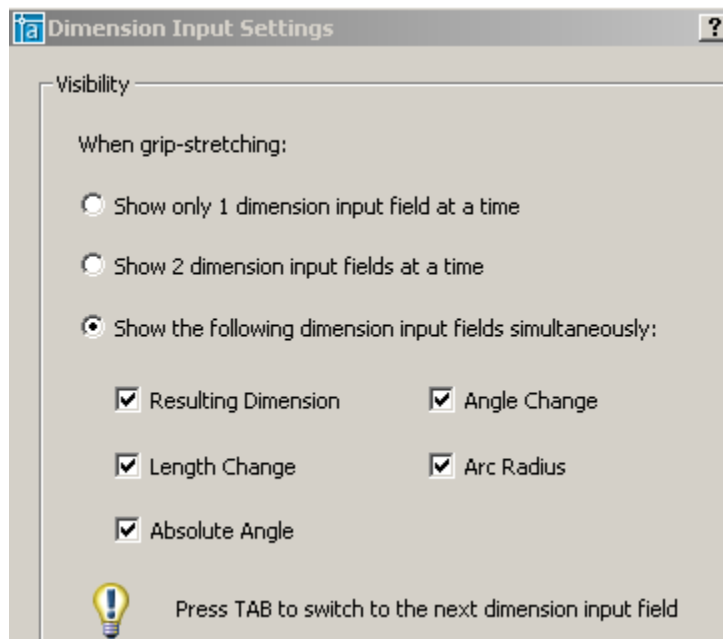 Dimension Input Settings
?
Visibility
When grip-stretching:
Show only 1 dimension input field at a time
Show 2 dimension input fields at a time
Show the following dimension input fields simultaneously:
Resulting Dimension Angle Change
Length Change Arc Radius
Absolute Angle
Press TAB to switch to the next dimension input field